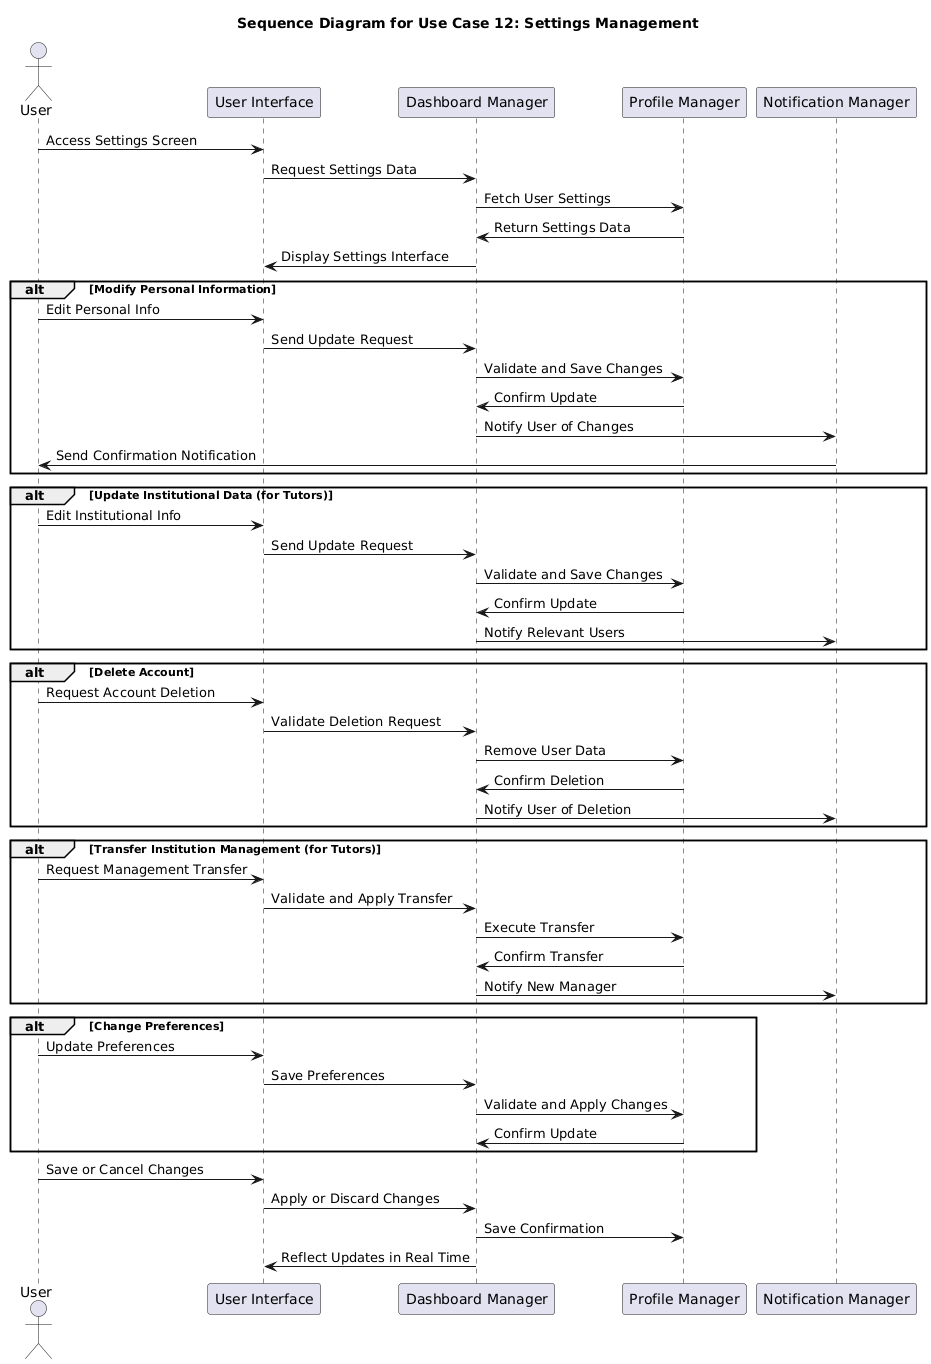 Sequence Diagram for Use Case 12: Settings Management
User
User Interface
Dashboard Manager
Profile Manager
Notification Manager
Access Settings Screen
Request Settings Data
Fetch User Settings
Return Settings Data
Display Settings Interface
alt [Modify Personal Information]
Edit Personal Info
Send Update Request
Validate and Save Changes
Confirm Update
Notify User of Changes
Send Confirmation Notification
alt [Update Institutional Data (for Tutors)]
Edit Institutional Info
Send Update Request
Validate and Save Changes
Confirm Update
Notify Relevant Users
alt [Delete Account]
Request Account Deletion
Validate Deletion Request
Remove User Data
Confirm Deletion
Notify User of Deletion
alt [Transfer Institution Management (for Tutors)]
Request Management Transfer
Validate and Apply Transfer
Execute Transfer
Confirm Transfer
Notify New Manager
alt [Change Preferences]
Update Preferences
Save Preferences
Validate and Apply Changes
Confirm Update
Save or Cancel Changes
Apply or Discard Changes
Save Confirmation
Reflect Updates in Real Time
User
User Interface
Dashboard Manager
Profile Manager
Notification Manager